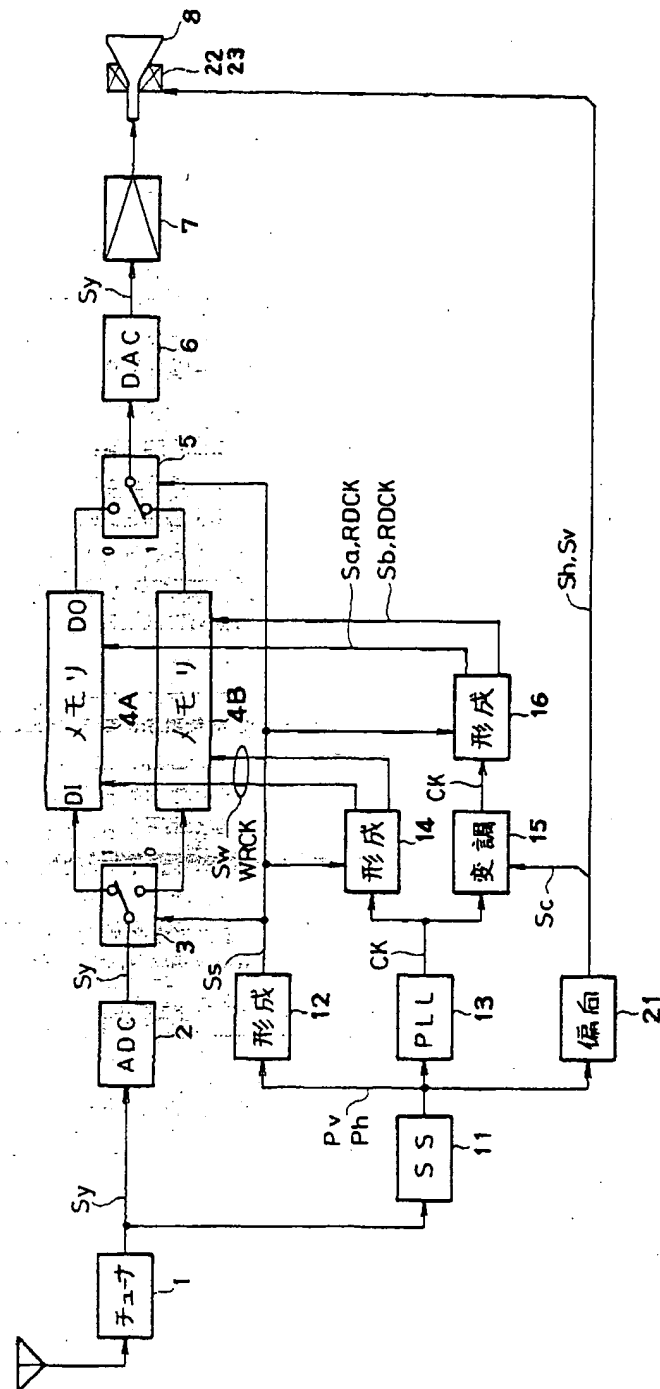 チューナ
1
Sy
ADC
2
Sy
3
1
0
DI
メモリ
DO
4A
メモリ
4B
0
1
5
DAC
6
Sy
7
8
22
23
Sw
WRCK
Ss
形成
12
形成
14
Sa,RDCK
Sb,RDCK
Pv
Ph
SS
11
PLL
13
CK
変調
15
CK
形成
16
Sc
偏向
21
Sh,Sv